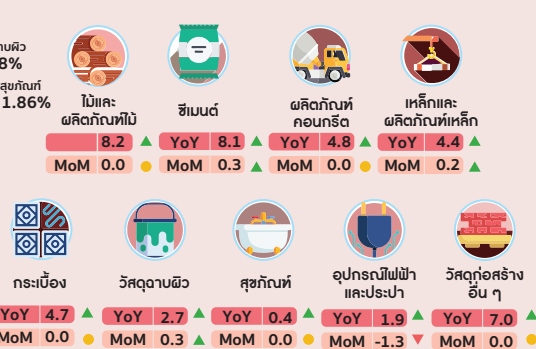 8%
สุขภัณฑ์
1.86%
ไม้และ
ผลิตภัณฑ์ไม้
8.2
MoM 0.0
ซีเมนต์
YoY 8.1
MoM 0.3
ผลิตภัณฑ์
คอนกรีต
YoY 4.8
MoM 0.0
เหล็กและ
ผลิตภัณฑ์เหล็ก
YoY 4.4
MoM 0.2
กระเบื้อง
YoY 4.7
MoM 0.0
วัสดุฉาบผิว
YoY 2.7
MoM 0.3
สุขภัณฑ์
YoY 0.4
MoM 0.0
อุปกรณ์ไฟฟ้า
และประปา
YoY 1.9
MoM -1.3
วัสดุก่อสร้าง
อื่น ๆ
YoY 7.0
MoM 0.0